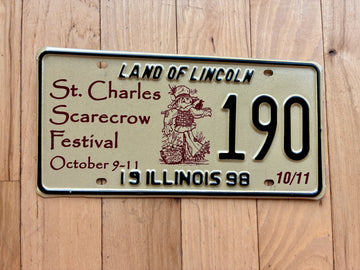 LAND OF LINCOLN
St. Charles
Scarecrow
Festival
October 9-11
190
19 ILLINOIS 98
10/11